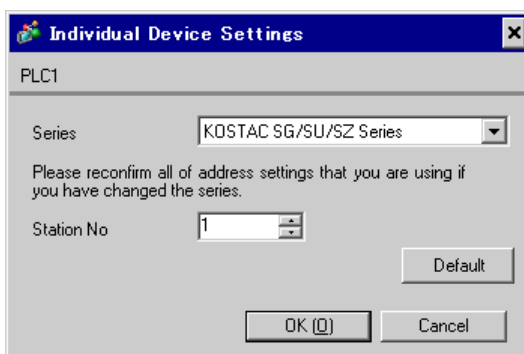 Individual Device Settings
PLC1
Series KOSTAC SG/SU/SZ Series
Please reconfirm all of address settings that you are using if
you have changed the series.
Station No 1
Default
OK (O) Cancel